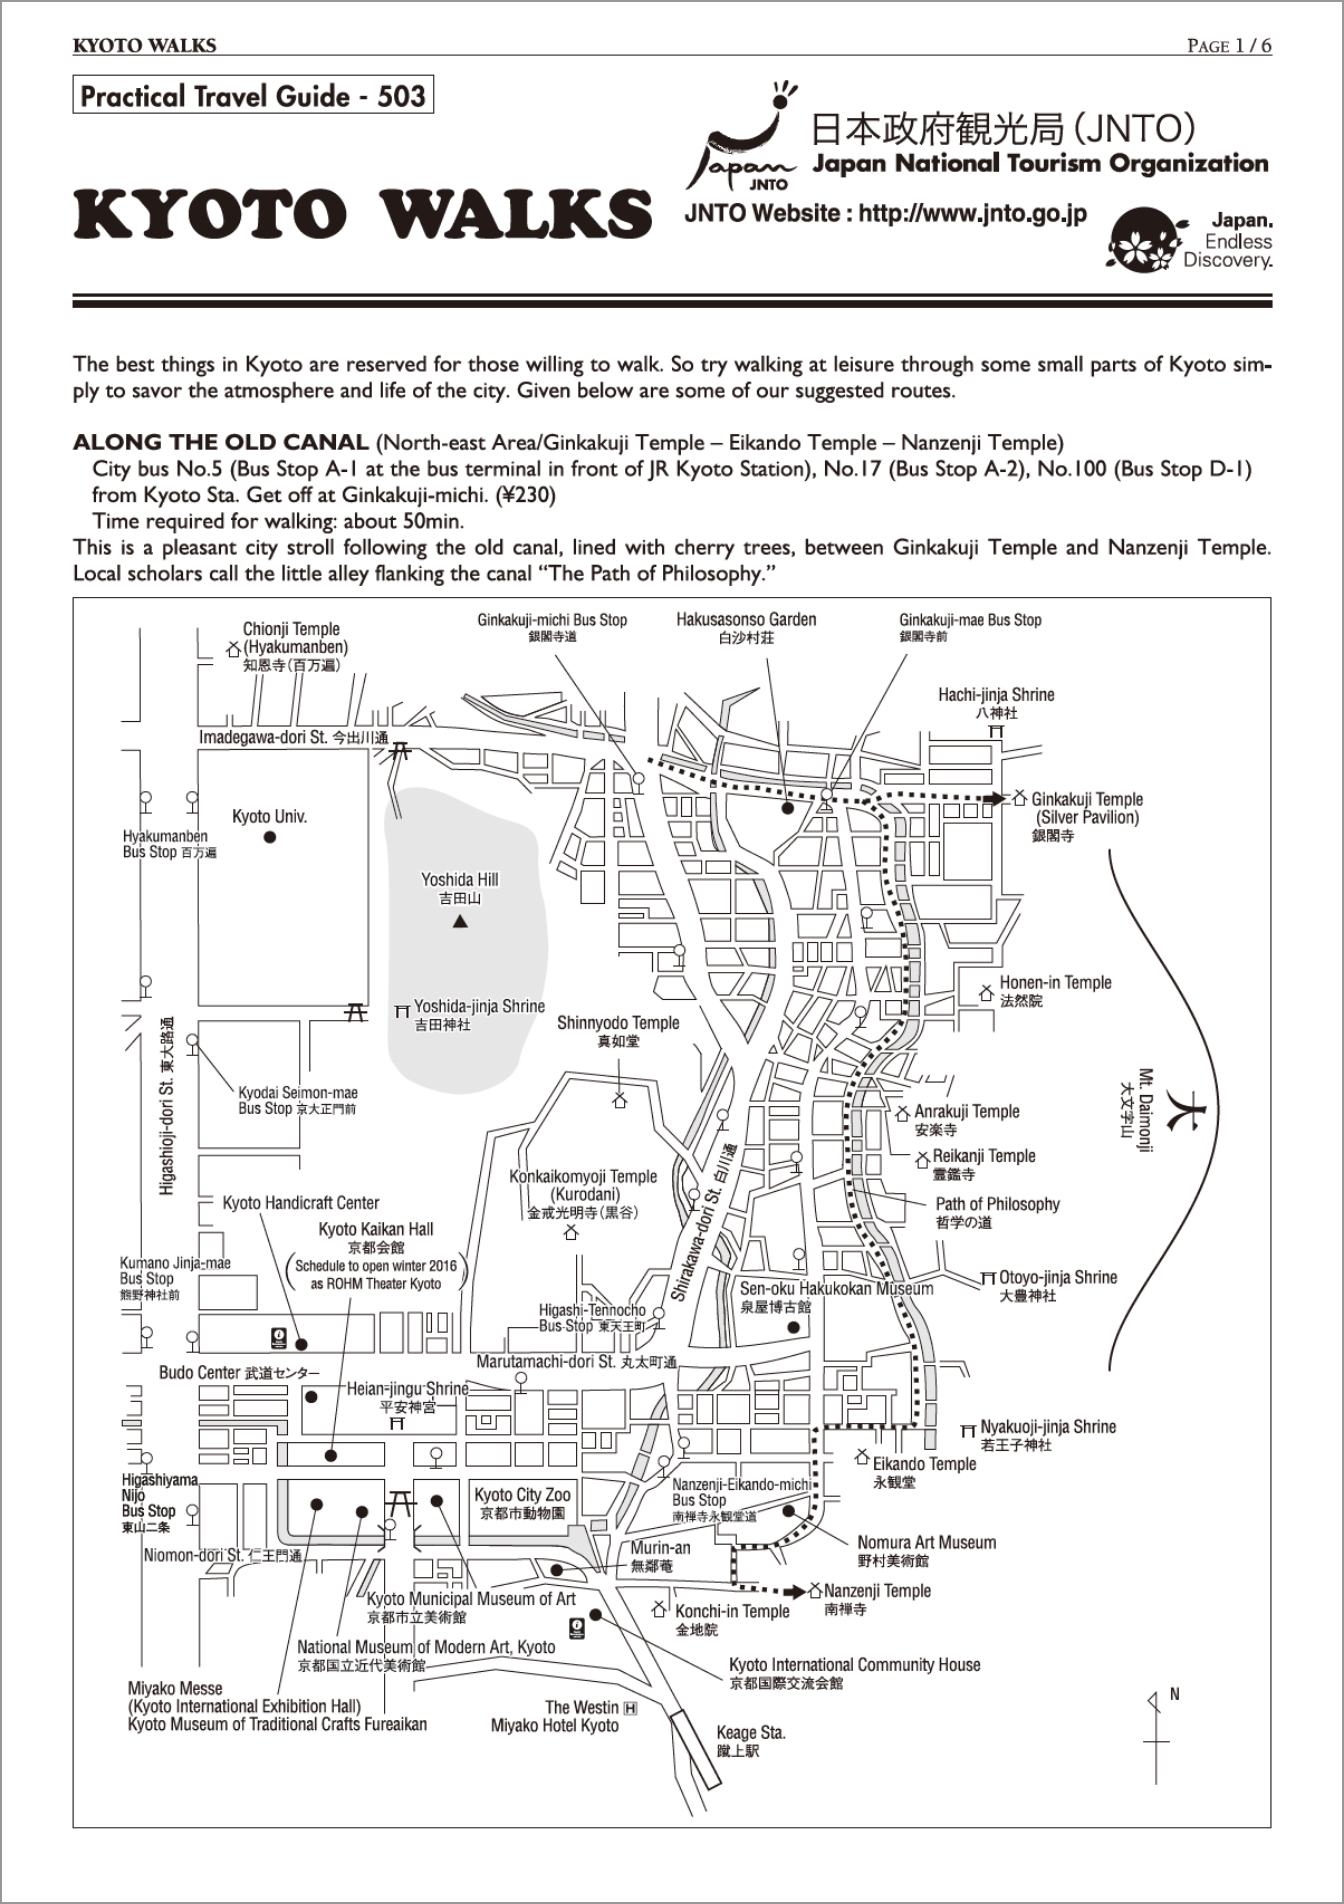 KYOTO WALKS
PAGE 1 / 6
Practical Travel Guide - 503
Japan
JNTO
日本政府観光局(JNTO)
Japan National Tourism Organization
KYOTO WALKS
JNTO Website : http://www.jnto.go.jp
Japan.
Endless
Discovery.
The best things in Kyoto are reserved for those willing to walk. So try walking at leisure through some small parts of Kyoto sim-
ply to savor the atmosphere and life of the city. Given below are some of our suggested routes.
ALONG THE OLD CANAL (North-east Area/Ginkakuji Temple – Eikando Temple – Nanzenji Temple)
City bus No.5 (Bus Stop A-1 at the bus terminal in front of JR Kyoto Station), No.17 (Bus Stop A-2), No.100 (Bus Stop D-1)
from Kyoto Sta. Get off at Ginkakuji-michi. (¥230)
Time required for walking: about 50min.
This is a pleasant city stroll following the old canal, lined with cherry trees, between Ginkakuji Temple and Nanzenji Temple.
Local scholars call the little alley flanking the canal “The Path of Philosophy.”
Chionji Temple
(Hyakumanben)
知恩寺(百万遍)
Ginkakuji-michi Bus Stop
銀閣寺道
Hakusasonso Garden
白沙村荘
Ginkakuji-mae Bus Stop
銀閣寺前
Hachi-jinja Shrine
八神社
Imadegawa-dori St. 今出川通
Ginkakuji Temple
(Silver Pavilion)
銀閣寺
Kyoto Univ.
Hyakumanben
Bus Stop 百万遍
Yoshida Hill
吉田山
Honen-in Temple
法然院
Yoshida-jinja Shrine
吉田神社
Shinnyodo Temple
真如堂
Higashioji-dori St. 東大路通
Kyodai Seimon-mae
Bus Stop 京大正門前
Mt. Daimonji
大文字山
Anrakuji Temple
安楽寺
Reikanji Temple
霊鑑寺
Konkaikomyoji Temple
(Kurodani)
金戒光明寺(黒谷)
Shirakawa-dori St. 白川通
Path of Philosophy
哲学の道
Kyoto Handicraft Center
Kyoto Kaikan Hall
京都会館
(Schedule to open winter 2016
as ROHM Theater Kyoto)
Kumano Jinja-mae
Bus Stop
熊野神社前
Otoyo-jinja Shrine
大豊神社
Sen-oku Hakukokan Museum
泉屋博古館
Higashi-Tennocho
Bus Stop 東天王町
Marutamachi-dori St. 丸太町通
Budo Center 武道センター
Heian-jingu Shrine
平安神宮
Nyakuoji-jinja Shrine
若王子神社
Eikando Temple
永観堂
Higashiyama
Nijo
Bus Stop
東山二条
Kyoto City Zoo
京都市動物園
Nanzenji-Eikando-michi
Bus Stop
南禅寺永観堂道
Nomura Art Museum
野村美術館
Niomon-dori St. 仁王門通
Murin-an
無鄰菴
Nanzenji Temple
南禅寺
Kyoto Municipal Museum of Art
京都市立美術館
Konchi-in Temple
金地院
National Museum of Modern Art, Kyoto
京都国立近代美術館
Kyoto International Community House
京都国際交流会館
Miyako Messe
(Kyoto International Exhibition Hall)
Kyoto Museum of Traditional Crafts Fureaikan
The Westin H
Miyako Hotel Kyoto
Keage Sta.
蹴上駅
N